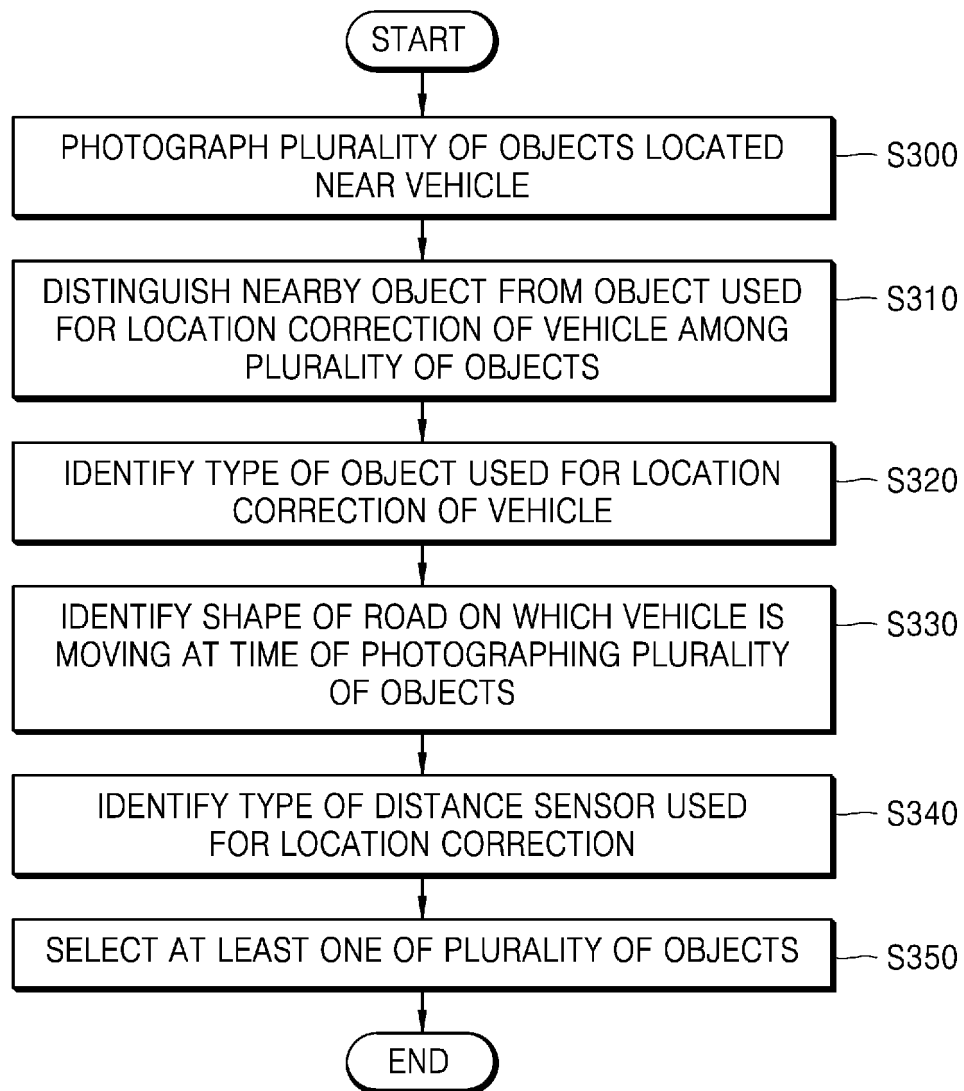 START
PHOTOGRAPH PLURALITY OF OBJECTS LOCATED
NEAR VEHICLE
S300
DISTINGUISH NEARBY OBJECT FROM OBJECT USED
FOR LOCATION CORRECTION OF VEHICLE AMONG
PLURALITY OF OBJECTS
S310
IDENTIFY TYPE OF OBJECT USED FOR LOCATION
CORRECTION OF VEHICLE
S320
IDENTIFY SHAPE OF ROAD ON WHICH VEHICLE IS
MOVING AT TIME OF PHOTOGRAPHING PLURALITY
OF OBJECTS
S330
IDENTIFY TYPE OF DISTANCE SENSOR USED
FOR LOCATION CORRECTION
S340
SELECT AT LEAST ONE OF PLURALITY OF OBJECTS
S350
END